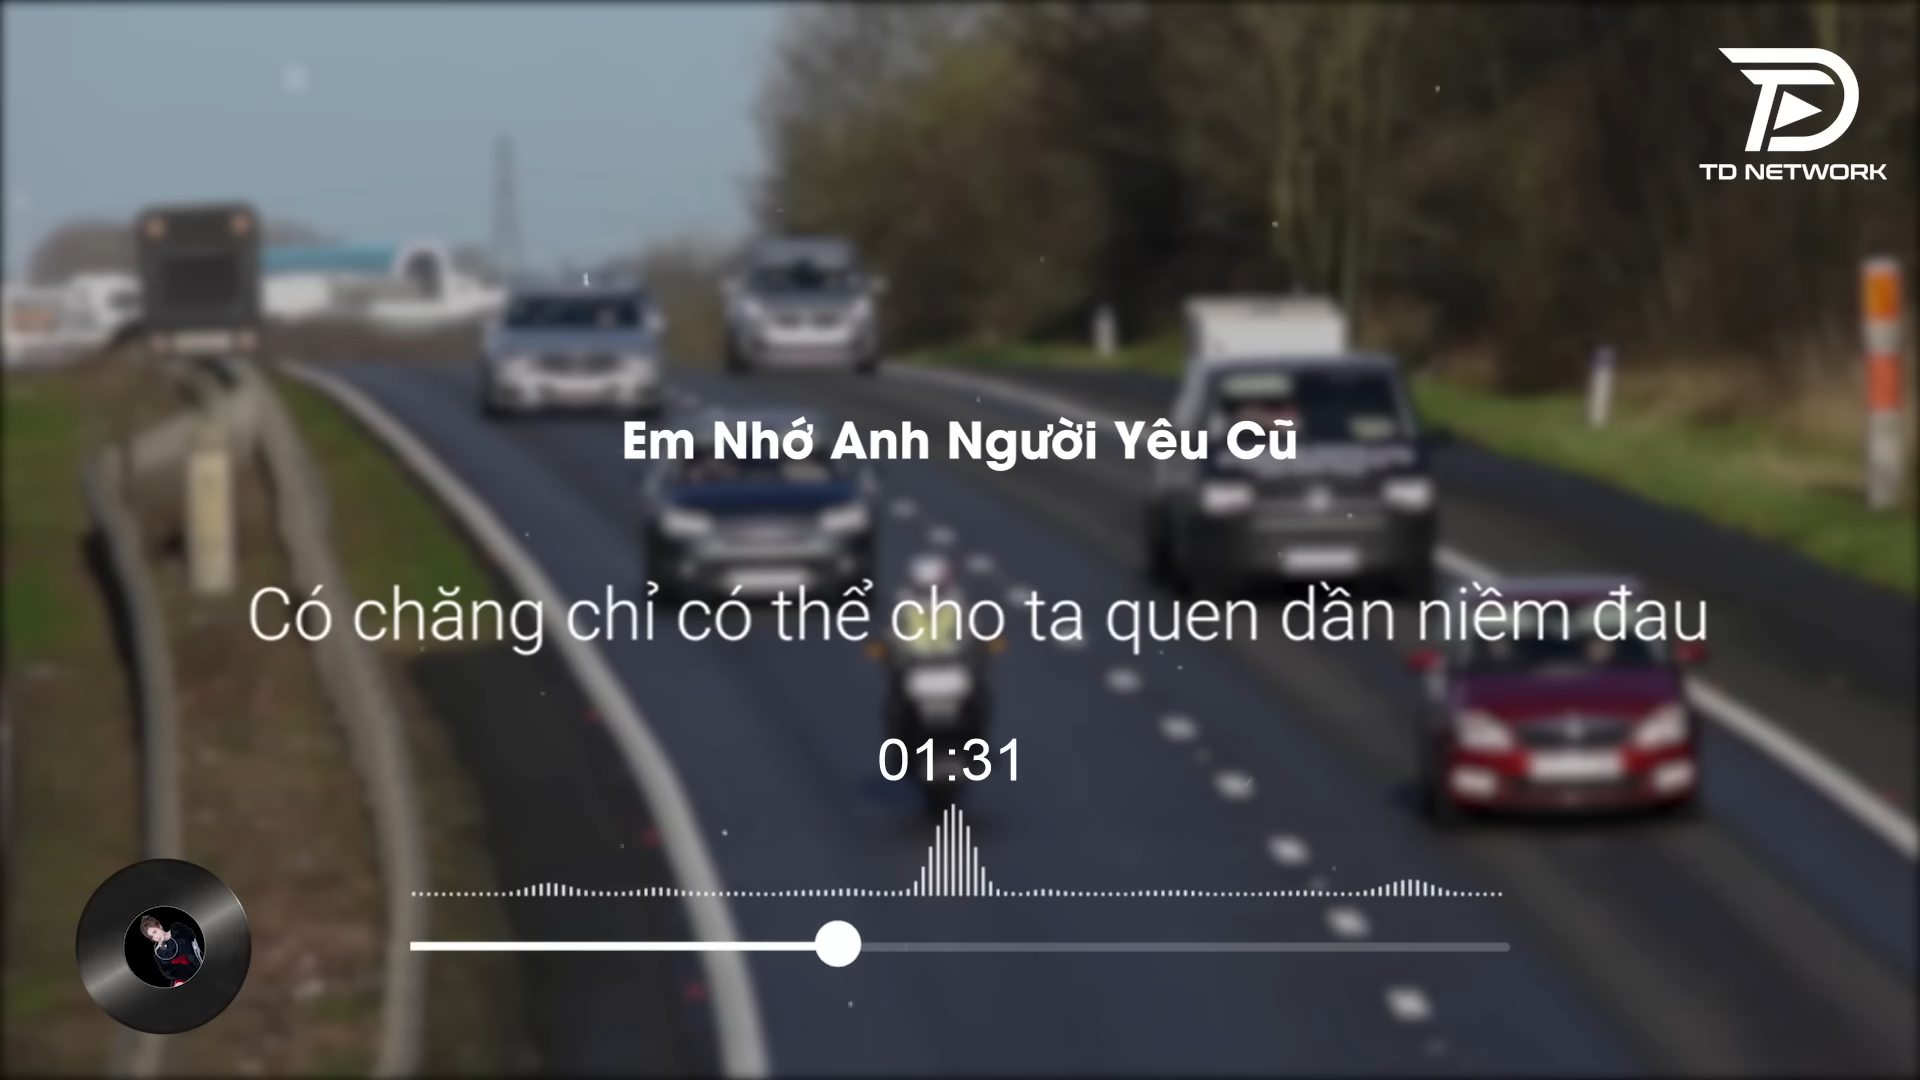 TD NETWORK
Em Nhớ Anh Người Yêu Cũ
Có chăng chỉ có thể cho ta quen dần niềm đau
01:31